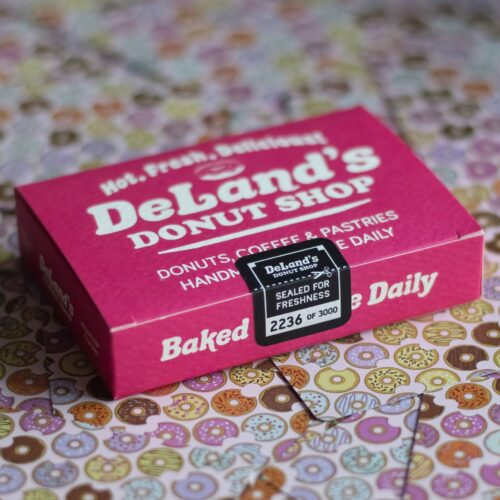 Hot, Fresh, Delicious!
DeLand's
DONUT SHOP
DONUTS, COFFEE & PASTRIES
HANDM E DAILY
DeLand's
DONUT SHOP
SEALED FOR
FRESHNESS
2236 OF 3000
Baked e Daily
DeLand's